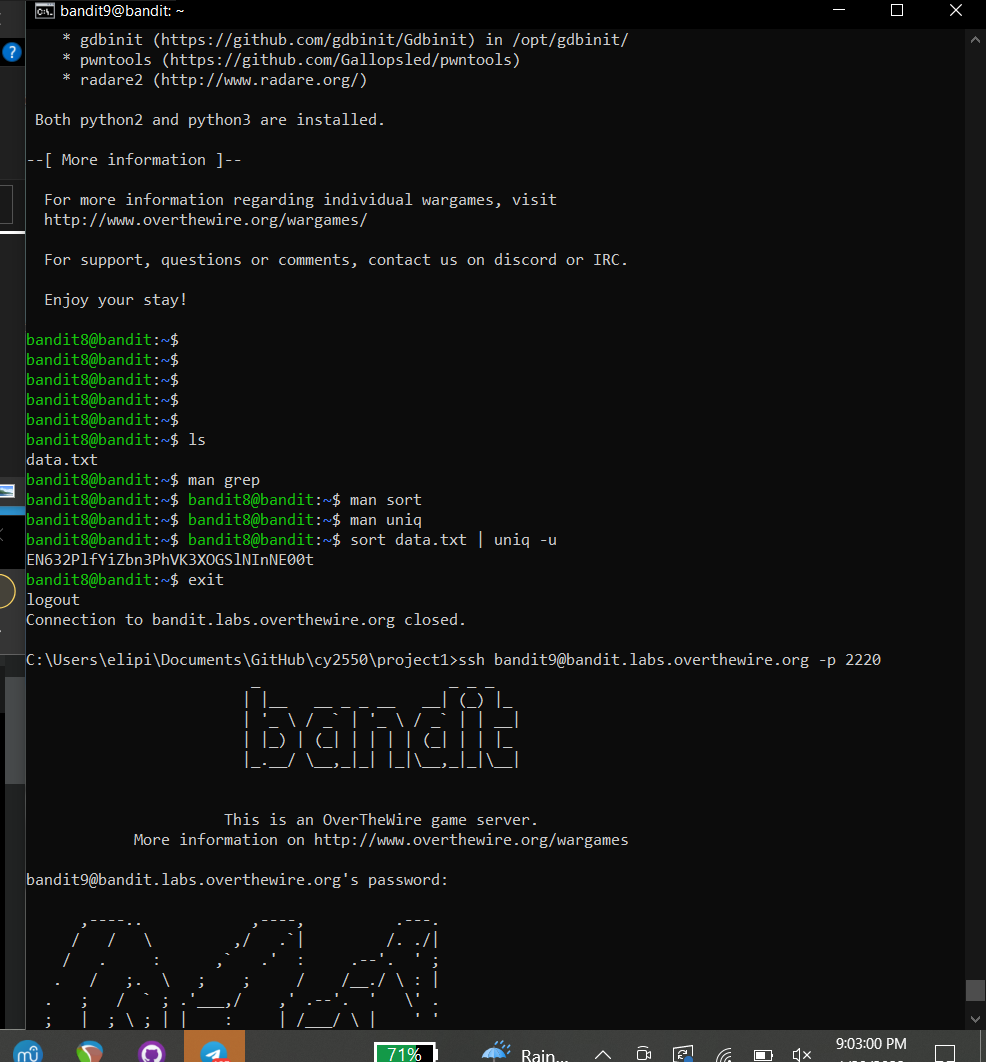 bandit9@bandit: ~
* gdbinit (https://github.com/gdbinit/Gdbinit) in /opt/gdbinit/
* pwntools (https://github.com/Gallopsled/pwntools)
* radare2 (http://www.radare.org/)
Both python2 and python3 are installed.
--[ More information ]--
For more information regarding individual wargames, visit
http://www.overthewire.org/wargames/
For support, questions or comments, contact us on discord or IRC.
Enjoy your stay!
bandit8@bandit:~$
bandit8@bandit:~$
bandit8@bandit:~$
bandit8@bandit:~$
bandit8@bandit:~$
bandit8@bandit:~$ ls
data.txt
bandit8@bandit:~$ man grep
bandit8@bandit:~$ bandit8@bandit:~$ man sort
bandit8@bandit:~$ bandit8@bandit:~$ man uniq
bandit8@bandit:~$ bandit8@bandit:~$ sort data.txt | uniq -u
EN632PlfYiZbn3PhVK3XOGSlNInNE00t
bandit8@bandit:~$ exit
logout
Connection to bandit.labs.overthewire.org closed.
C:\Users\elipi\Documents\GitHub\cy2550\project1>ssh bandit9@bandit.labs.overthewire.org -p 2220
bandit
This is an OverTheWire game server.
More information on http://www.overthewire.org/wargames
bandit9@bandit.labs.overthewire.org's password:
71%
Rain...
9:03:00 PM